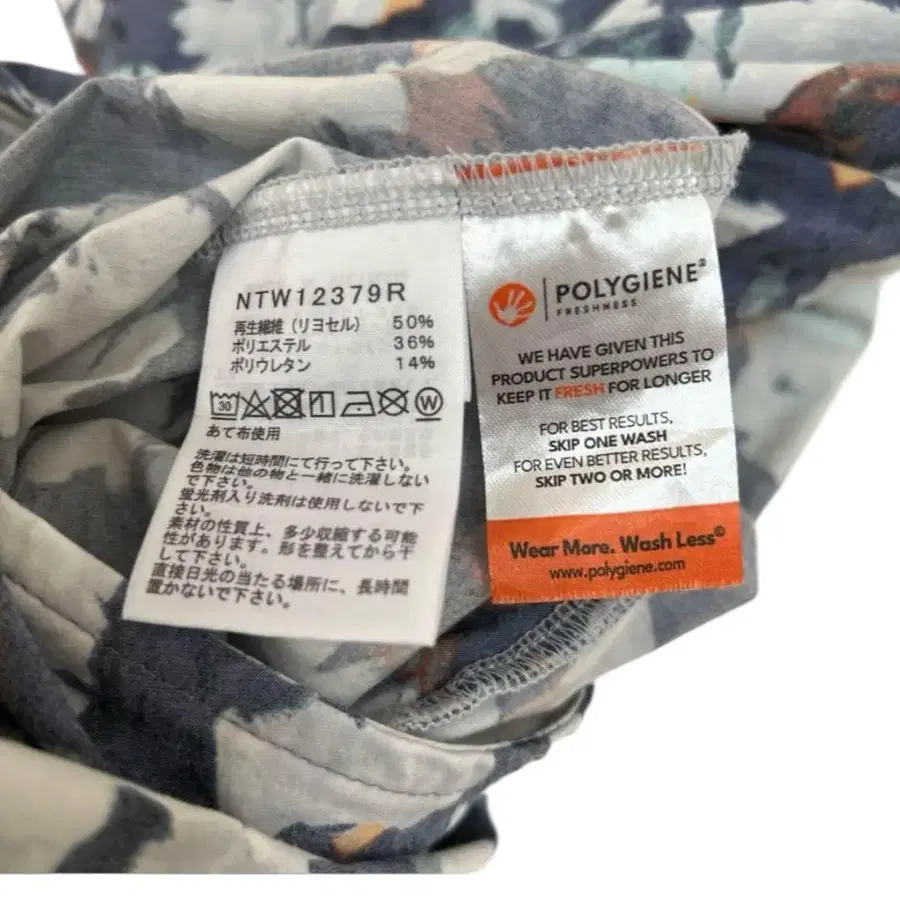 NTW12379R
再生繊維（リヨセル） 50%
ポリエステル 36%
ポリウレタン 14%
30
W
あて布使用
洗濯は短時間にて行って下さい。
色物は他の物と一緒に洗濯しない
で下さい。
蛍光剤入り洗剤は使用しないで下
さい。
素材の性質上、多少収縮する可能
性があります。形を整えてから干
して下さい。
直接日光の当たる場所に、長時間
置かないで下さい。
POLYGIENE®
FRESHNESS
WE HAVE GIVEN THIS
PRODUCT SUPERPOWERS TO
KEEP IT FRESH FOR LONGER
FOR BEST RESULTS,
SKIP ONE WASH
FOR EVEN BETTER RESULTS,
SKIP TWO OR MORE!
Wear More. Wash Less©
www.polygiene.com